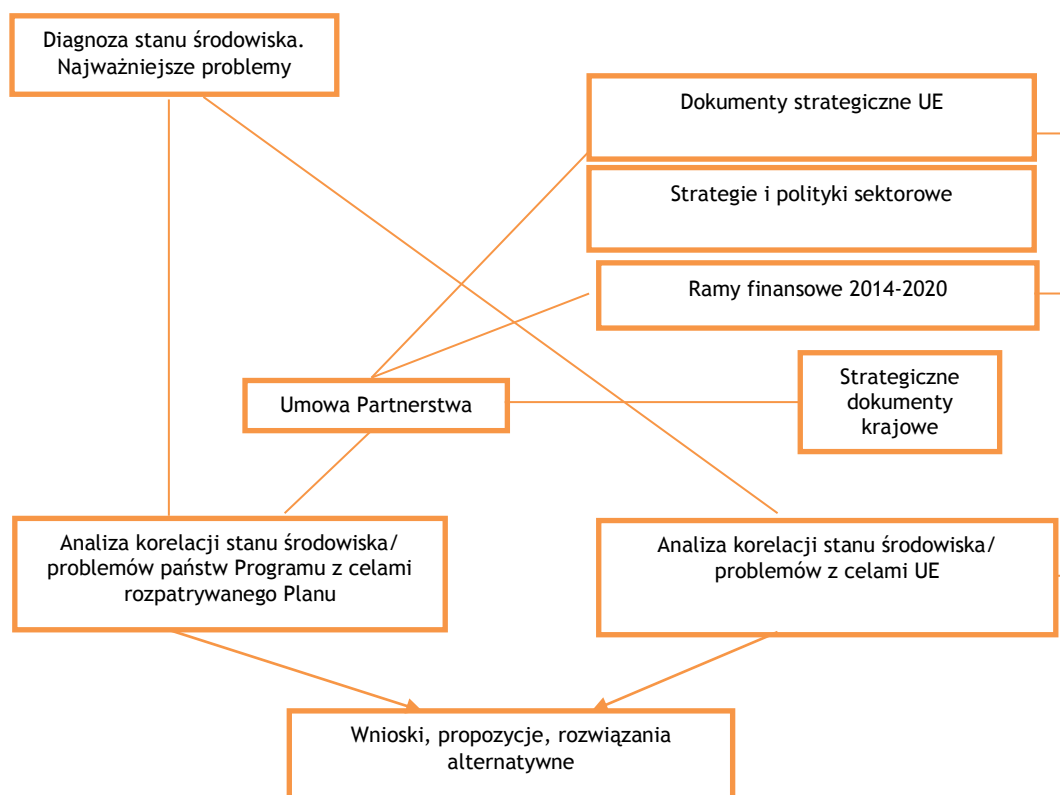 Diagnoza stanu środowiska.
Najważniejsze problemy
Dokumenty strategiczne UE
Strategie i polityki sektorowe
Ramy finansowe 2014-2020
Umowa Partnerstwa
Strategiczne
dokumenty
krajowe
Analiza korelacji stanu środowiska/
problemów państw Programu z celami
rozpatrywanego Planu
Analiza korelacji stanu środowiska/
problemów z celami UE
Wnioski, propozycje, rozwiązania
alternatywne